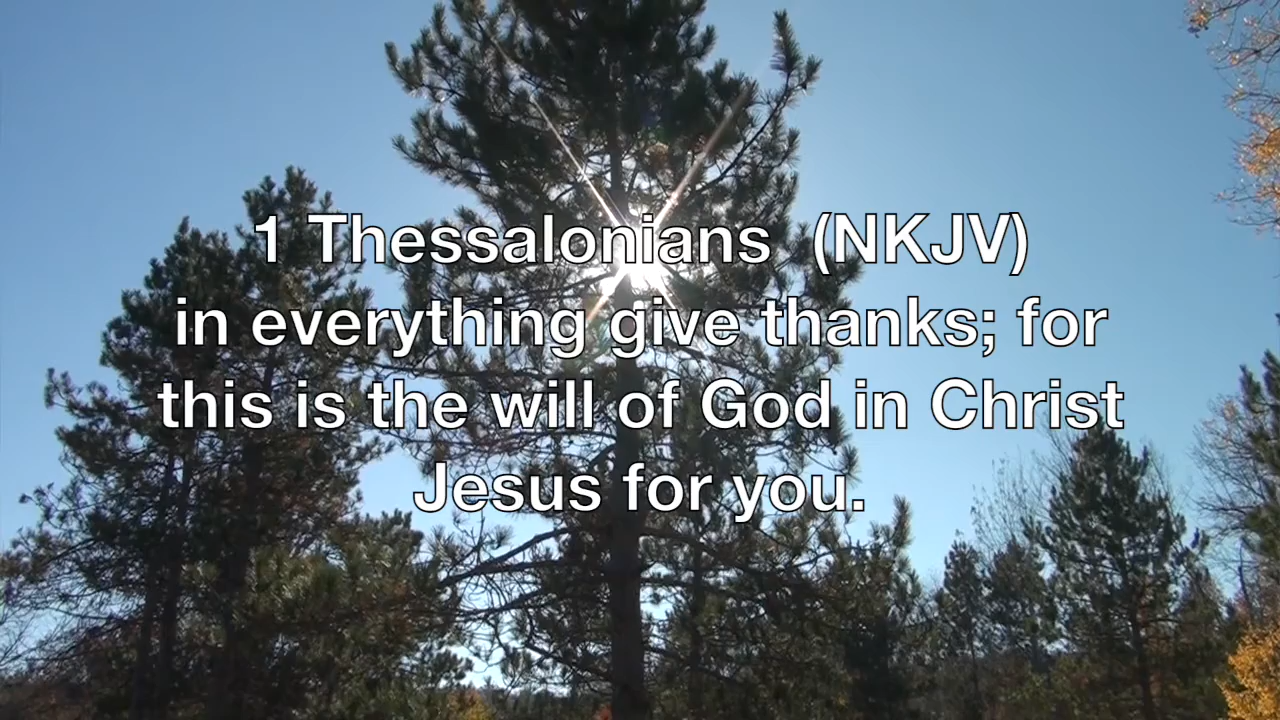 1 Thessalonians  (NKJV)
in everything give thanks; for
this is the will of God in Christ
Jesus for you.